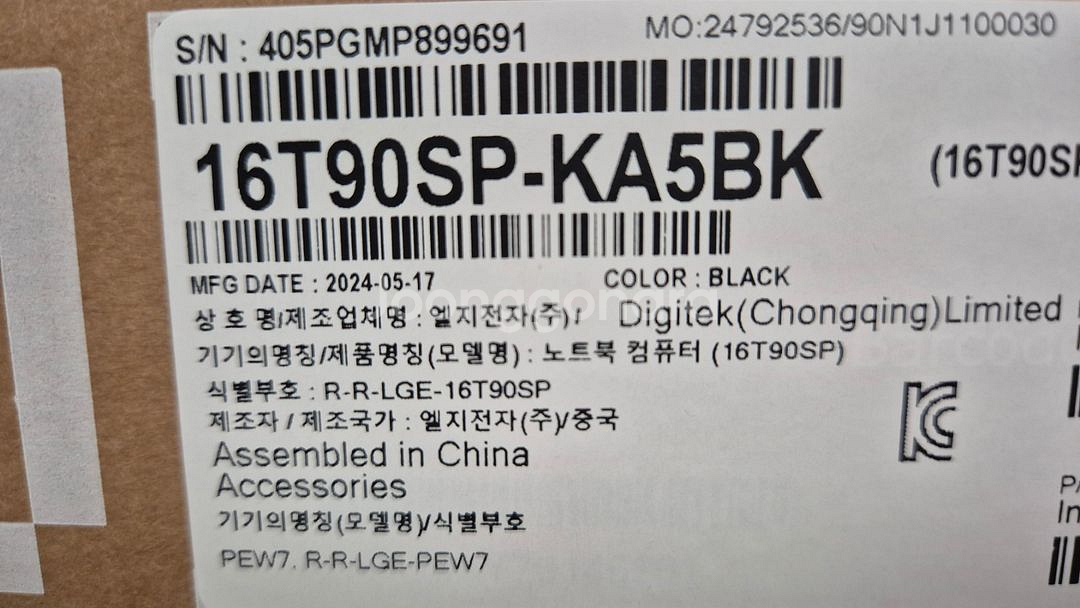 S/N : 405PGMP899691
MO:24792536/90N1J1100030
16T90SP-KA5BK
(16T90SP
MFG DATE : 2024-05-17
COLOR : BLACK
joonggonara
상 호 명/제조업체명 : 엘지전자(주)/ Digitek(Chongqing)Limited
기기의명칭/제품명칭(모델명) : 노트북 컴퓨터 (16T90SP)
식별부호 : R-R-LGE-16T90SP
제조자 / 제조국가 : 엘지전자(주)/중국
Assembled in China
Accessories
기기의명칭(모델명)/식별부호
PEW7, R-R-LGE-PEW7